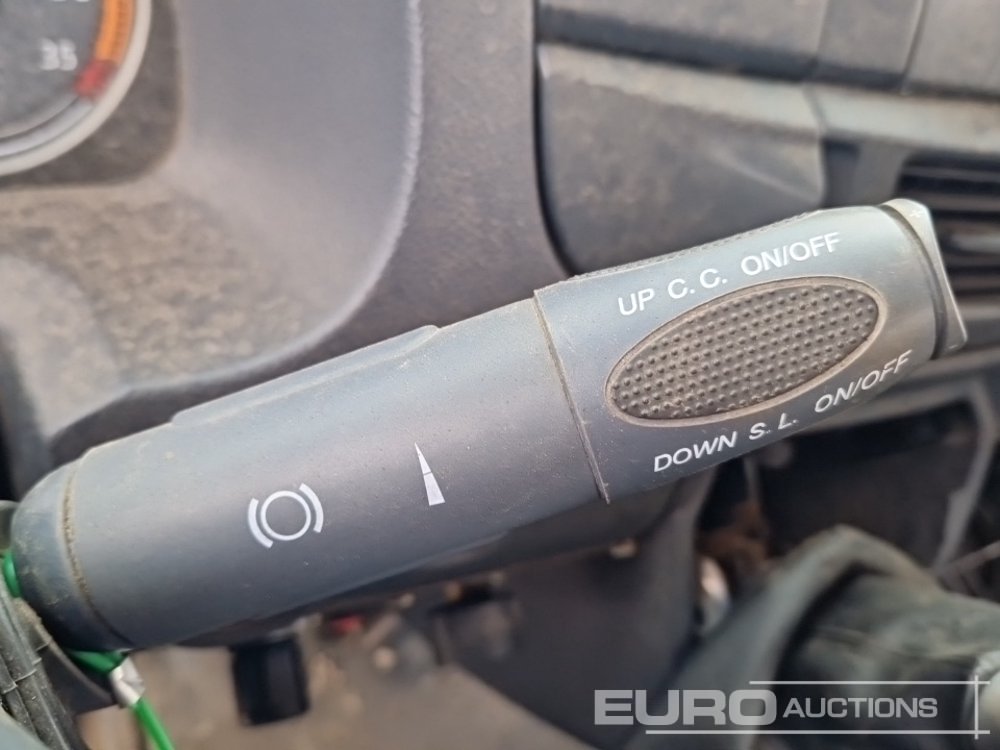 35
UP C.C. ON/OFF
DOWN S.L. ON/OFF
EURO AUCTIONS